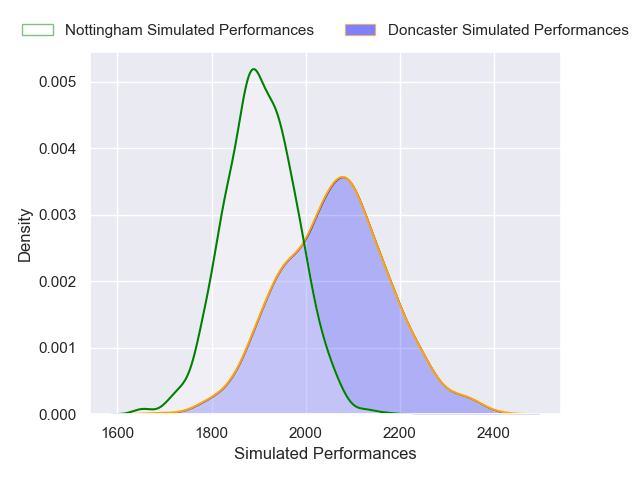 Nottingham Simulated Performances
Doncaster Simulated Performances
0.005
0.004
0.003
0.002
0.001
0.000
Density
1600
1800
2000
2200
2400
Simulated Performances